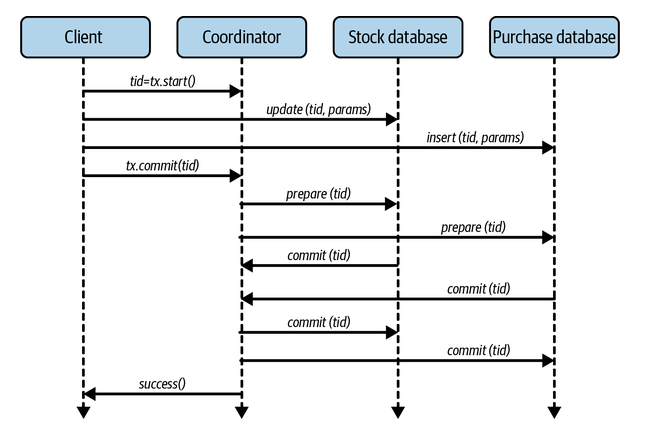 Client
Coordinator
Stock database
Purchase database
tid=tx.start()
update (tid, params)
insert (tid, params)
tx.commit(tid)
prepare (tid)
prepare (tid)
commit (tid)
commit (tid)
commit (tid)
commit (tid)
success()